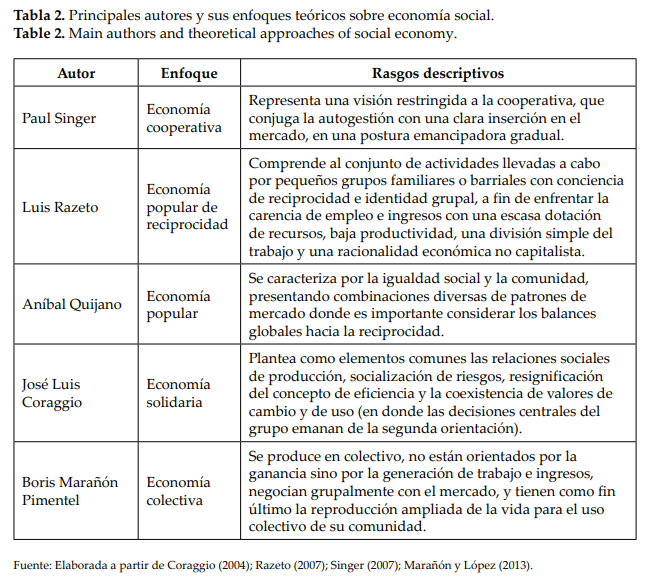 Tabla 2. Principales autores y sus enfoques teóricos sobre economía social.
Table 2. Main authors and theoretical approaches of social economy.
Autor
Enfoque
Rasgos descriptivos
Paul Singer
Economía
cooperativa
Representa una visión restringida a la cooperativa, que
conjuga la autogestión con una clara inserción en el
mercado, en una postura emancipadora gradual.
Luis Razeto
Economía
popular de
reciprocidad
Comprende al conjunto de actividades llevadas a cabo
por pequeños grupos familiares o barriales con conciencia
de reciprocidad e identidad grupal, a fin de enfrentar la
carencia de empleo e ingresos con una escasa dotación
de recursos, baja productividad, una división simple del
trabajo y una racionalidad económica no capitalista.
Aníbal Quijano
Economía
popular
Se caracteriza por la igualdad social y la comunidad,
presentando combinaciones diversas de patrones de
mercado donde es importante considerar los balances
globales hacia la reciprocidad.
José Luis
Coraggio
Economía
solidaria
Plantea como elementos comunes las relaciones sociales
de producción, socialización de riesgos, resignificación
del concepto de eficiencia y la coexistencia de valores de
cambio y de uso (en donde las decisiones centrales del
grupo emanan de la segunda orientación).
Boris Marañón
Pimentel
Economía
colectiva
Se produce en colectivo, no están orientados por la
ganancia sino por la generación de trabajo e ingresos,
negocian grupalmente con el mercado, y tienen como fin
último la reproducción ampliada de la vida para el uso
colectivo de su comunidad.
Fuente: Elaborada a partir de Coraggio (2004); Razeto (2007); Singer (2007); Marañón y López (2013).